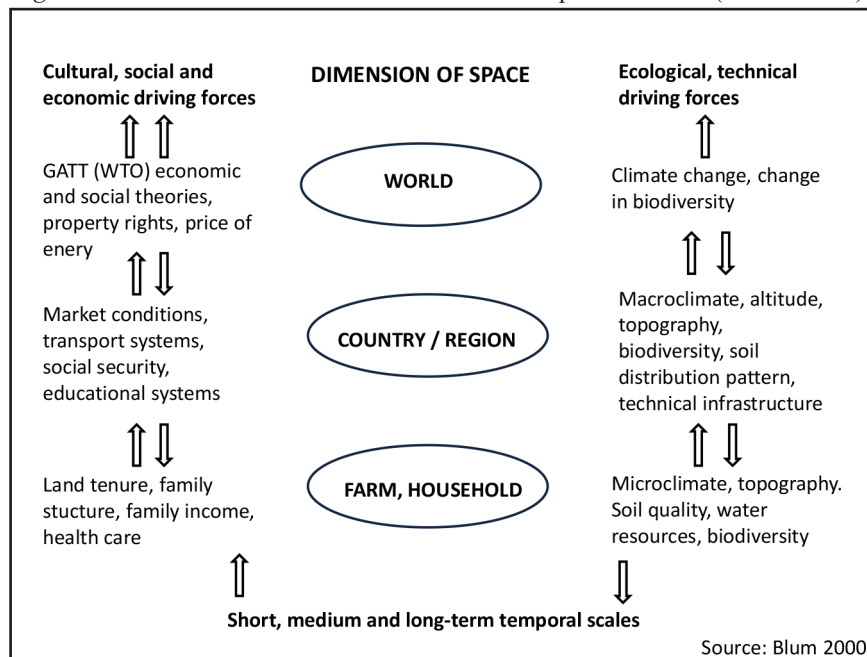 Cultural, social and
economic driving forces
DIMENSION OF SPACE
Ecological, technical
driving forces
GATT (WTO) economic
and social theories,
property rights, price of
enery
WORLD
Climate change, change
in biodiversity
Market conditions,
transport systems,
social security,
educational systems
COUNTRY / REGION
Macroclimate, altitude,
topography,
biodiversity, soil
distribution pattern,
technical infrastructure
Land tenure, family
stucture, family income,
health care
FARM, HOUSEHOLD
Microclimate, topography.
Soil quality, water
resources, biodiversity
Short, medium and long-term temporal scales
Source: Blum 2000